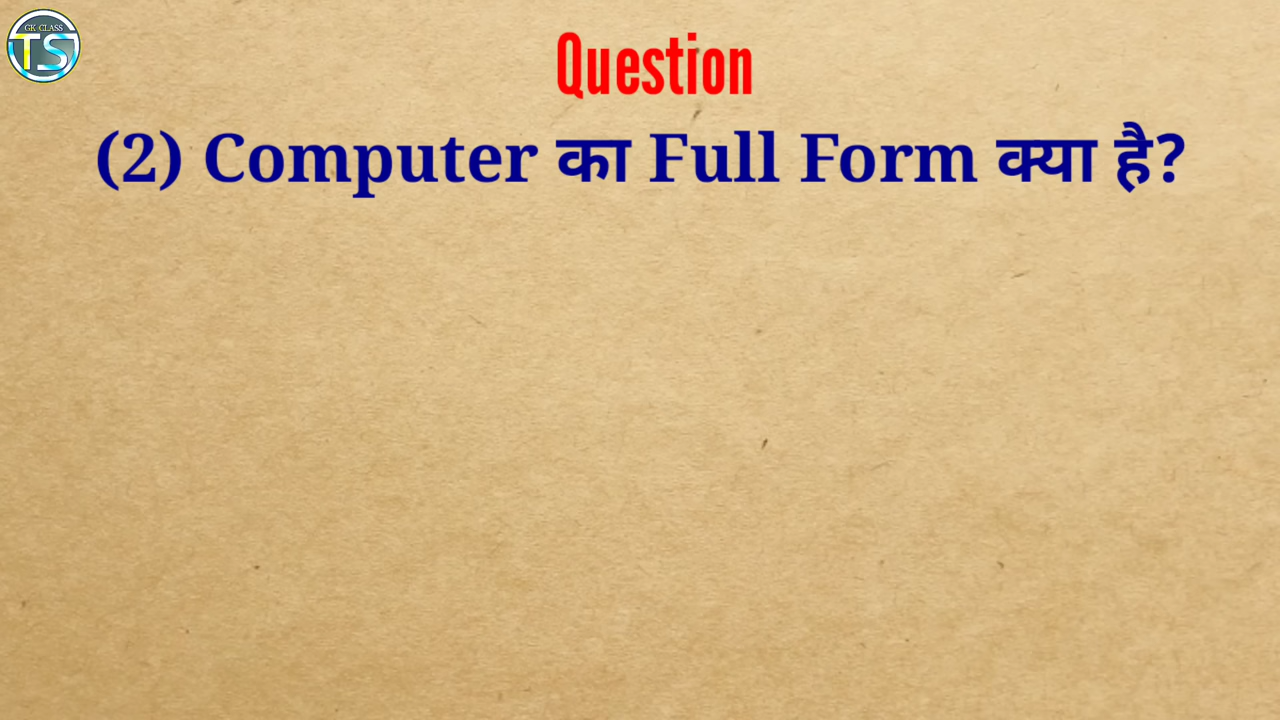 GK CLASS
TS
Question
(2) Computer का Full Form क्या है?